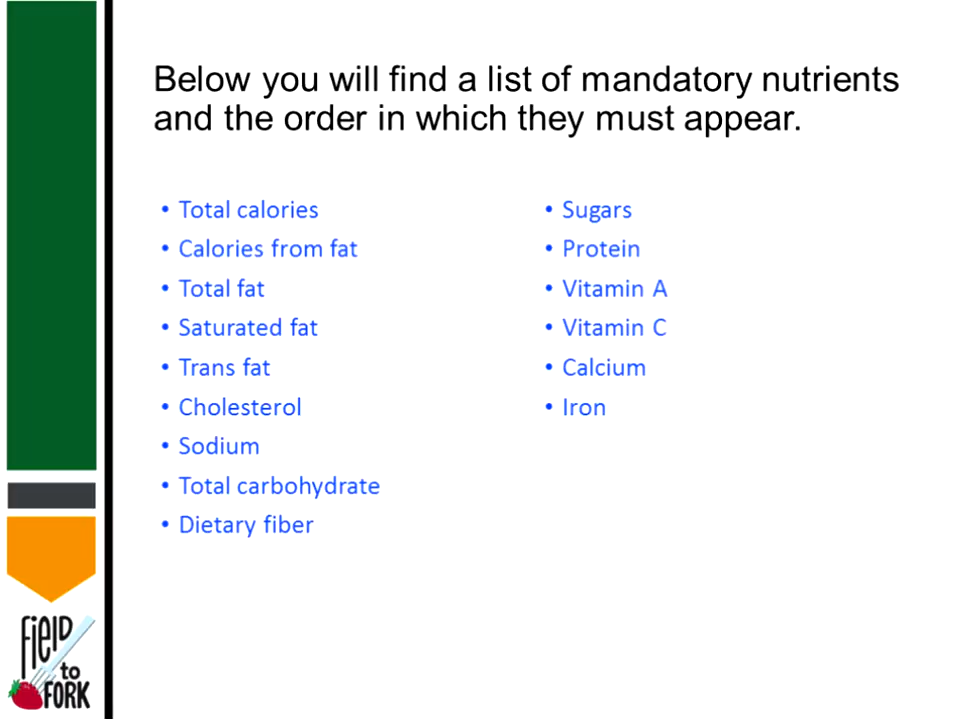 Below you will find a list of mandatory nutrients
and the order in which they must appear.
• Total calories
• Calories from fat
• Total fat
• Saturated fat
• Trans fat
• Cholesterol
• Sodium
• Total carbohydrate
• Dietary fiber
• Sugars
• Protein
• Vitamin A
• Vitamin C
• Calcium
• Iron
FiElD
to
FORK